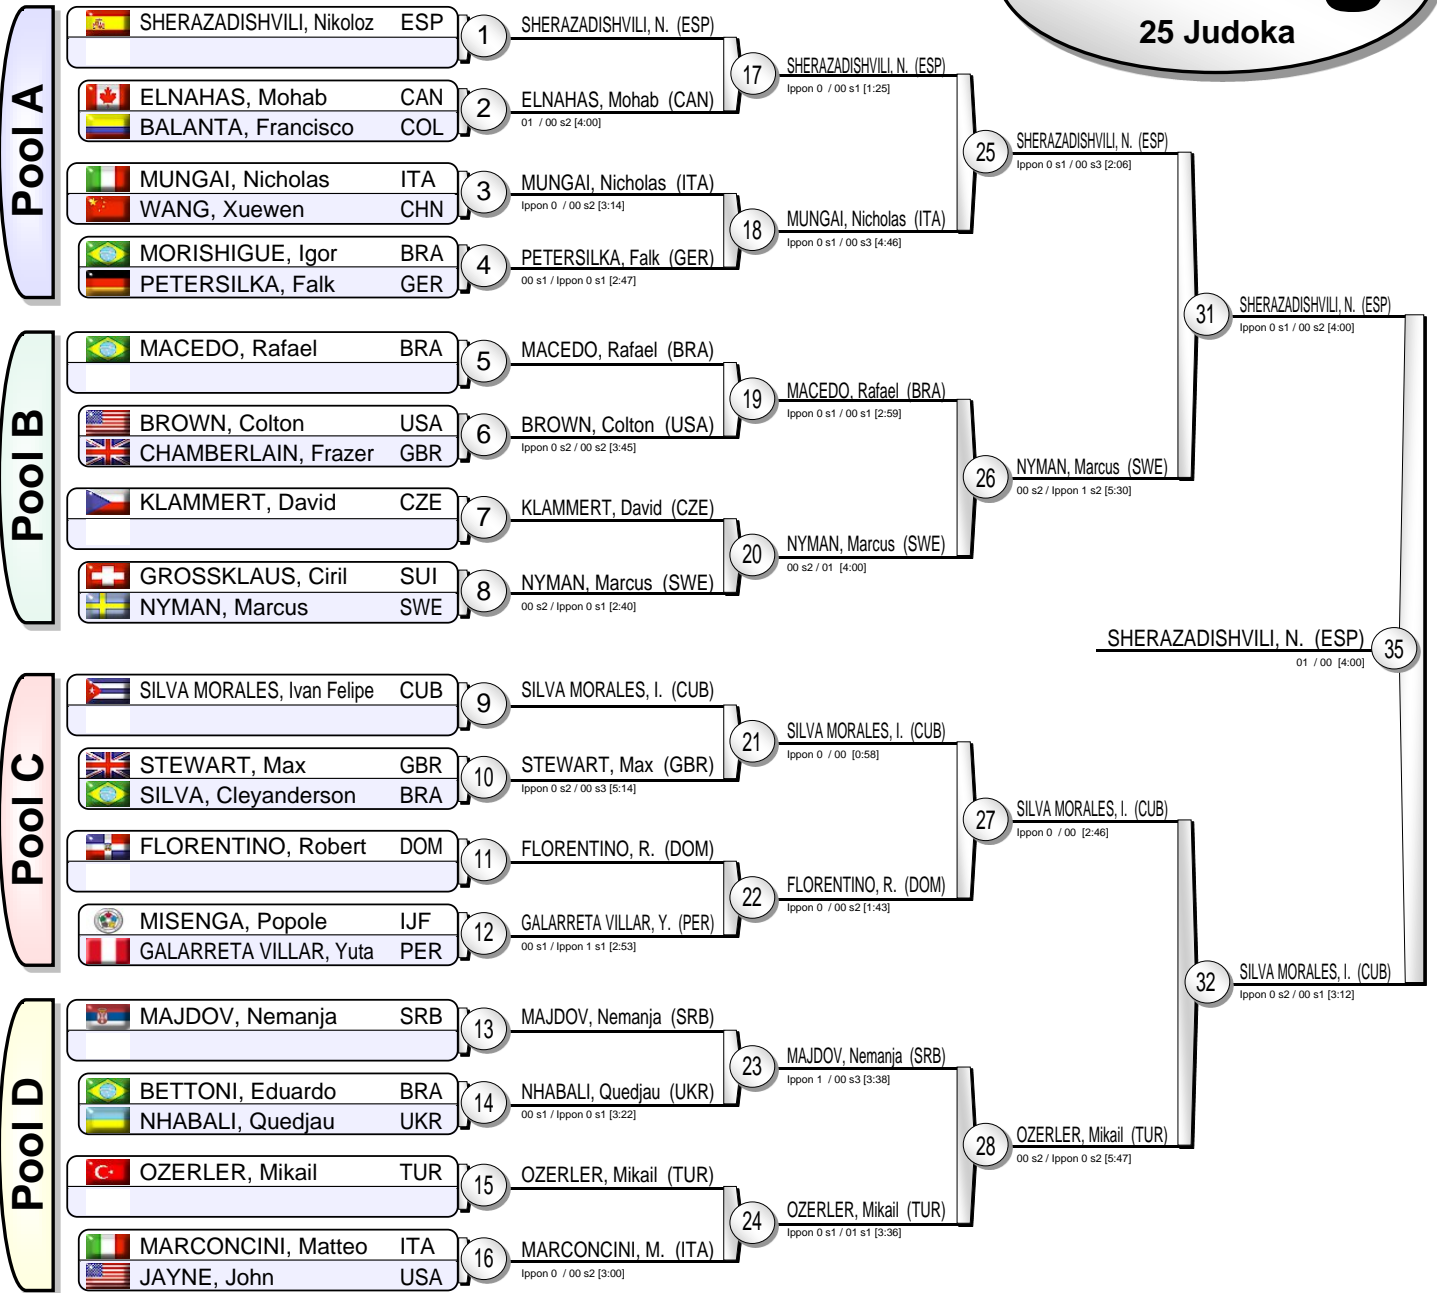 25 Judoka
Pool A
SHERAZADISHVILI, Nikoloz ESP
1
ELNAHAS, Mohab CAN
BALANTA, Francisco COL
2
MUNGAI, Nicholas ITA
WANG, Xuewen CHN
3
MORISHIGUE, Igor BRA
PETERSILKA, Falk GER
4
Pool B
MACEDO, Rafael BRA
5
BROWN, Colton USA
CHAMBERLAIN, Frazer GBR
6
KLAMMERT, David CZE
7
GROSSKLAUS, Ciril SUI
NYMAN, Marcus SWE
8
Pool C
SILVA MORALES, Ivan Felipe CUB
9
STEWART, Max GBR
SILVA, Cleyanderson BRA
10
FLORENTINO, Robert DOM
11
MISENGA, Popole IJF
GALARRETA VILLAR, Yuta PER
12
Pool D
MAJDOV, Nemanja SRB
13
BETTONI, Eduardo BRA
NHABALI, Quedjau UKR
14
OZERLER, Mikail TUR
15
MARCONCINI, Matteo ITA
JAYNE, John USA
16
SHERAZADISHVILI, N. (ESP)
ELNAHAS, Mohab (CAN)
01 / 00 s2 [4:00]
17
MUNGAI, Nicholas (ITA)
Ippon 0 / 00 s2 [3:14]
PETERSILKA, Falk (GER)
00 s1 / Ippon 0 s1 [2:47]
18
MACEDO, Rafael (BRA)
BROWN, Colton (USA)
Ippon 0 s2 / 00 s2 [3:45]
19
KLAMMERT, David (CZE)
NYMAN, Marcus (SWE)
00 s2 / Ippon 0 s1 [2:40]
20
SILVA MORALES, I. (CUB)
STEWART, Max (GBR)
Ippon 0 s2 / 00 s3 [5:14]
21
FLORENTINO, R. (DOM)
GALARRETA VILLAR, Y. (PER)
00 s1 / Ippon 1 s1 [2:53]
22
MAJDOV, Nemanja (SRB)
NHABALI, Quedjau (UKR)
00 s1 / Ippon 0 s1 [3:22]
23
OZERLER, Mikail (TUR)
MARCONCINI, M. (ITA)
Ippon 0 / 00 s2 [3:00]
24
SHERAZADISHVILI, N. (ESP)
Ippon 0 / 00 s1 [1:25]
MUNGAI, Nicholas (ITA)
Ippon 0 s1 / 00 s3 [4:46]
25
MACEDO, Rafael (BRA)
Ippon 0 s1 / 00 s1 [2:59]
NYMAN, Marcus (SWE)
00 s2 / 01 [4:00]
26
SILVA MORALES, I. (CUB)
Ippon 0 / 00 [0:58]
FLORENTINO, R. (DOM)
Ippon 0 / 00 s2 [1:43]
27
MAJDOV, Nemanja (SRB)
Ippon 1 / 00 s3 [3:38]
OZERLER, Mikail (TUR)
Ippon 0 s1 / 01 s1 [3:36]
28
SHERAZADISHVILI, N. (ESP)
Ippon 0 s1 / 00 s3 [2:06]
NYMAN, Marcus (SWE)
00 s2 / Ippon 1 s2 [5:30]
31
SILVA MORALES, I. (CUB)
Ippon 0 / 00 [2:46]
OZERLER, Mikail (TUR)
00 s2 / Ippon 0 s2 [5:47]
32
SHERAZADISHVILI, N. (ESP)
Ippon 0 s1 / 00 s2 [4:00]
SILVA MORALES, I. (CUB)
Ippon 0 s2 / 00 s1 [3:12]
SHERAZADISHVILI, N. (ESP)
01 / 00 [4:00]
35